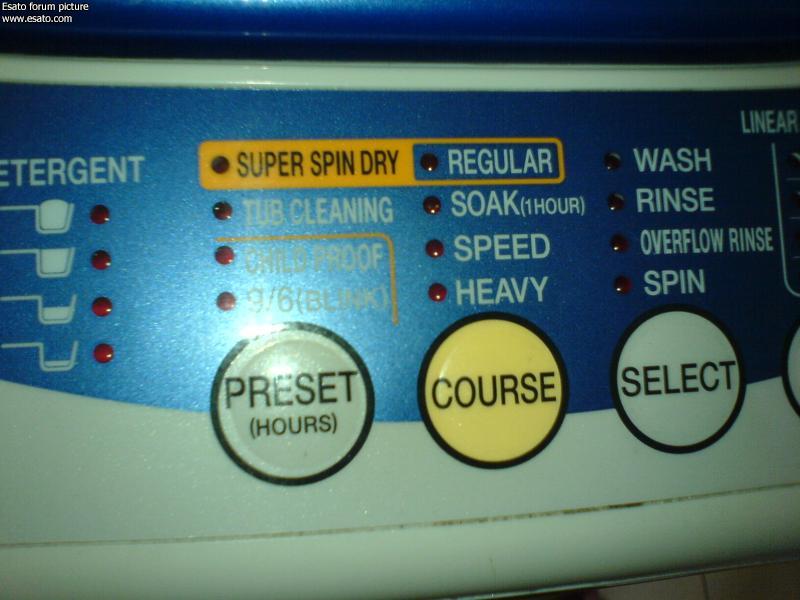 Esato forum picture
www.esato.com
LINEAR
ETERGENT
SUPER SPIN DRY
REGULAR
WASH
TUB CLEANING
SOAK(1HOUR)
RINSE
CHILD PROOF
SPEED
OVERFLOW RINSE
9/6(BLINK)
HEAVY
SPIN
PRESET
(HOURS)
COURSE
SELECT